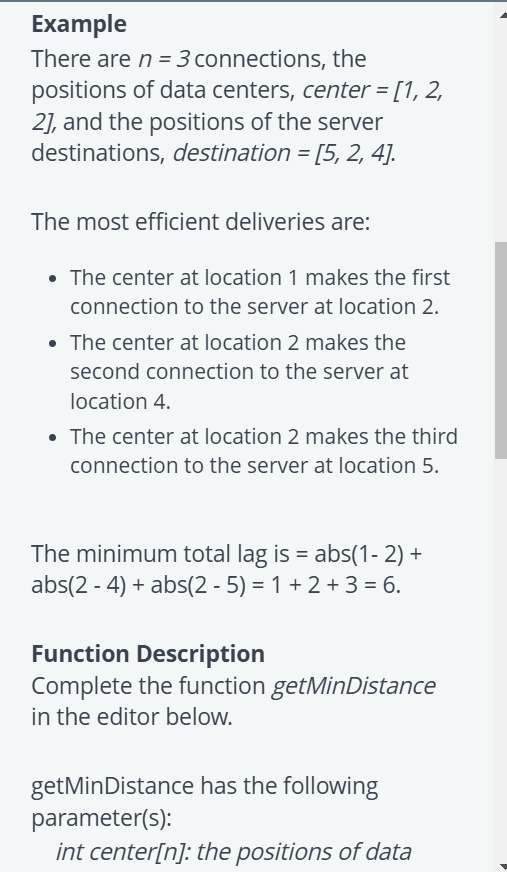 Example
There are n = 3 connections, the
positions of data centers, center = [1, 2,
2], and the positions of the server
destinations, destination = [5, 2, 4].
The most efficient deliveries are:
• The center at location 1 makes the first
connection to the server at location 2.
• The center at location 2 makes the
second connection to the server at
location 4.
• The center at location 2 makes the third
connection to the server at location 5.
The minimum total lag is = abs(1- 2) +
abs(2 - 4) + abs(2 - 5) = 1 + 2 + 3 = 6.
Function Description
Complete the function getMinDistance
in the editor below.
getMinDistance has the following
parameter(s):
int center[n]: the positions of data